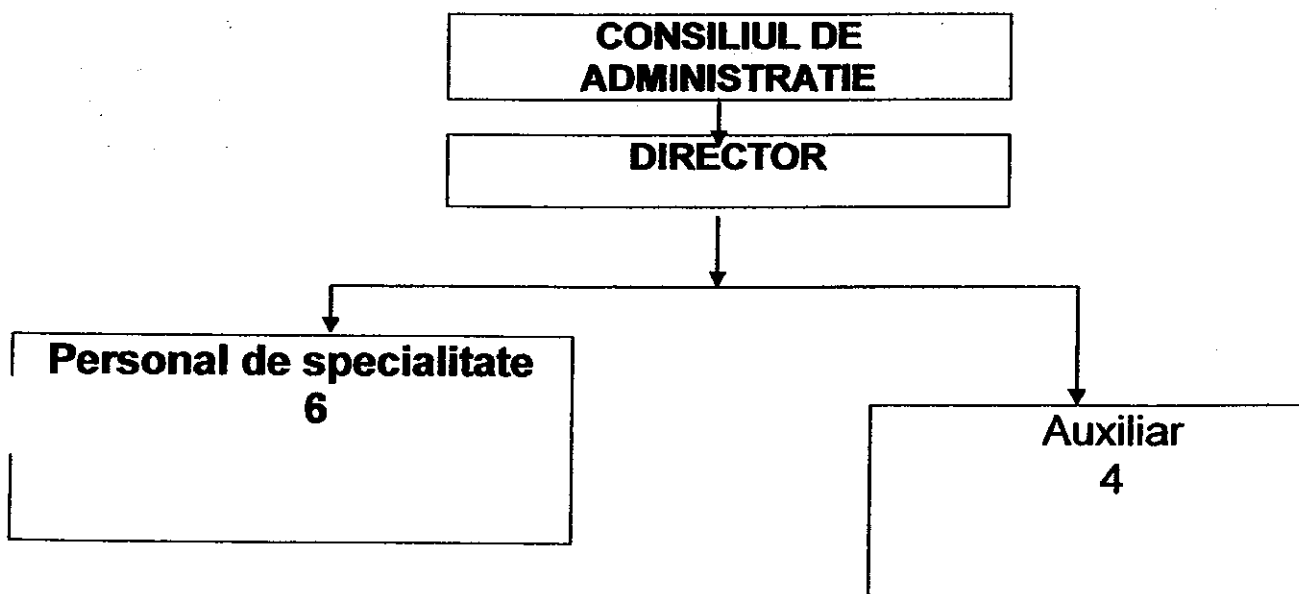 CONSILIUL DE
ADMINISTRATIE
DIRECTOR
Personal de specialitate
6
Auxiliar
4